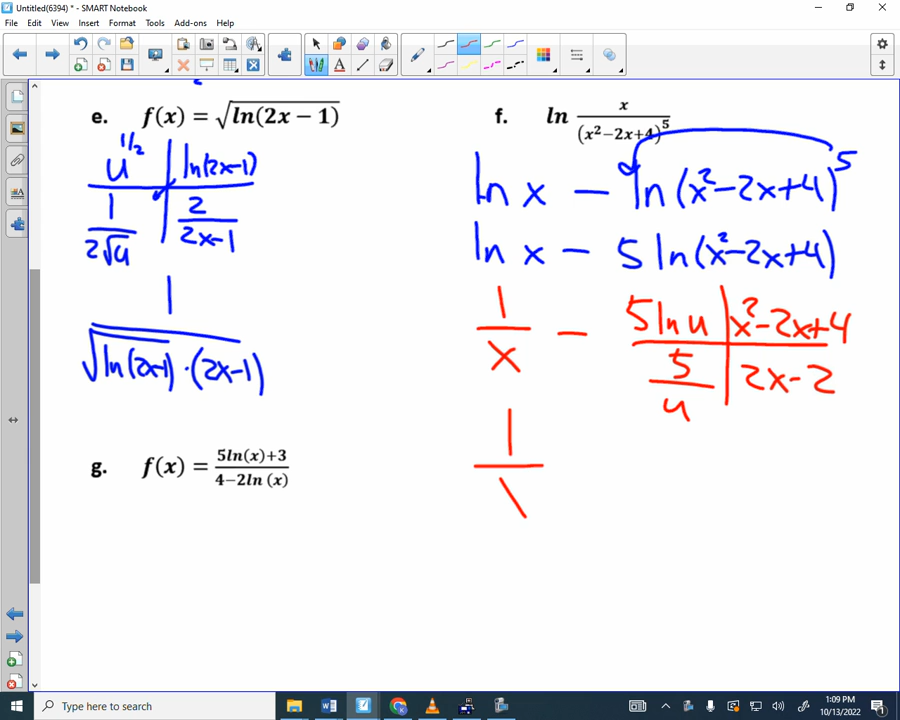 Untitled(6394) * - SMART Notebook
File Edit View Insert Format Tools Add-ons Help
e. f(x) = √ln(2x − 1)
u^1/2 | ln(2x-1)
1/(2√u) | 2/(2x-1)
1/(√ln(2x-1) · (2x-1))
f. ln x/(x²−2x+4)^5
ln x − ln(x²-2x+4)^5
ln x − 5 ln(x²-2x+4)
1/x − 5 ln u | x²-2x+4
5/u | 2x-2
1/\
g. f(x) = (5ln(x)+3)/(4−2ln (x))
Type here to search
1:09 PM
10/13/2022
1